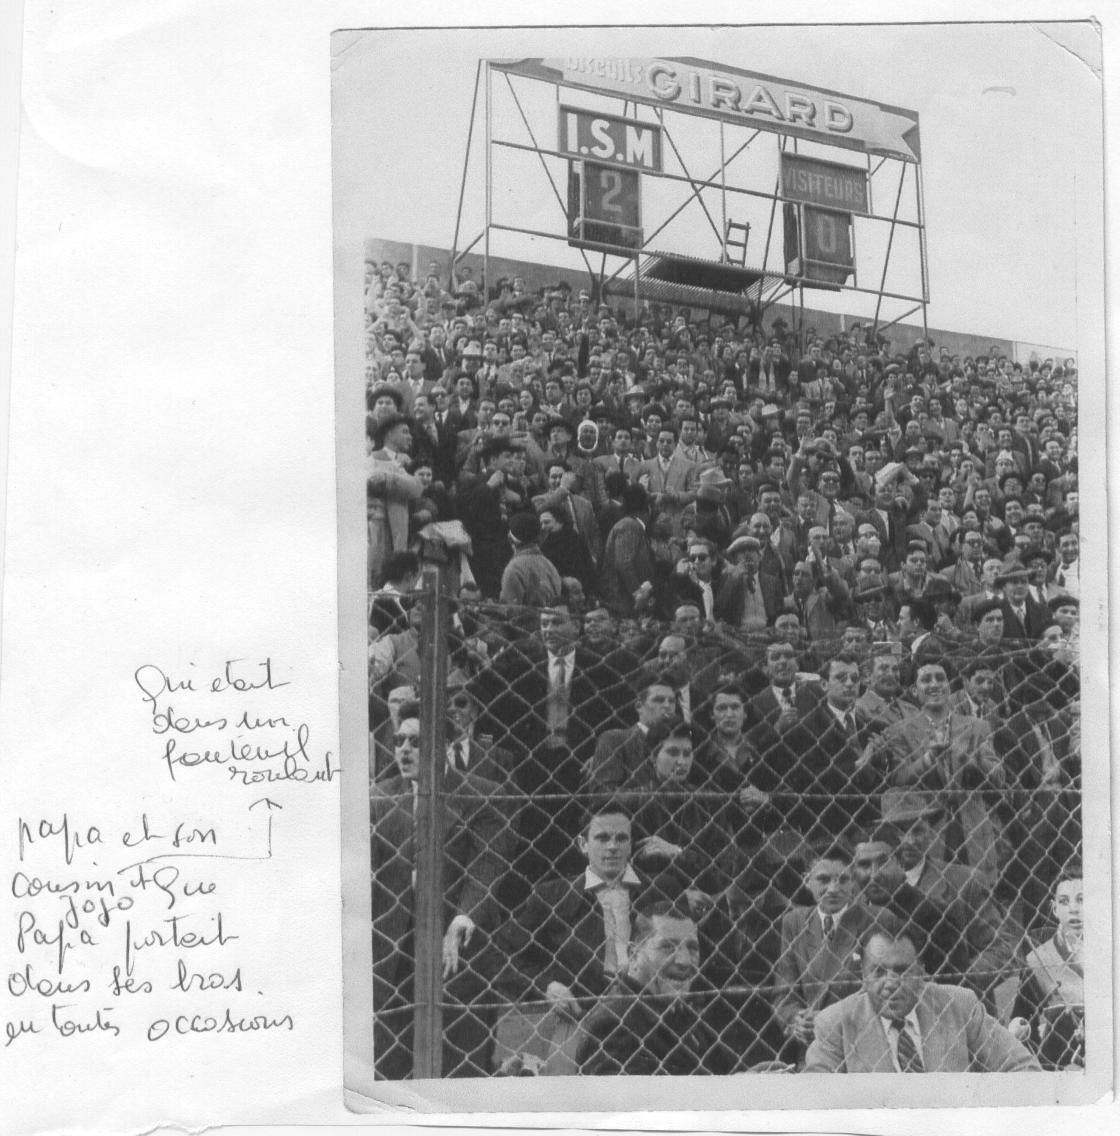 Biscuits GIRARD
I.S.M
VISITEURS
2
0
Qui etait
dans son
fauteuil
roulant
papa et son
cousin Jojo Que
Papa portait
dans ses bras.
en toutes occasions